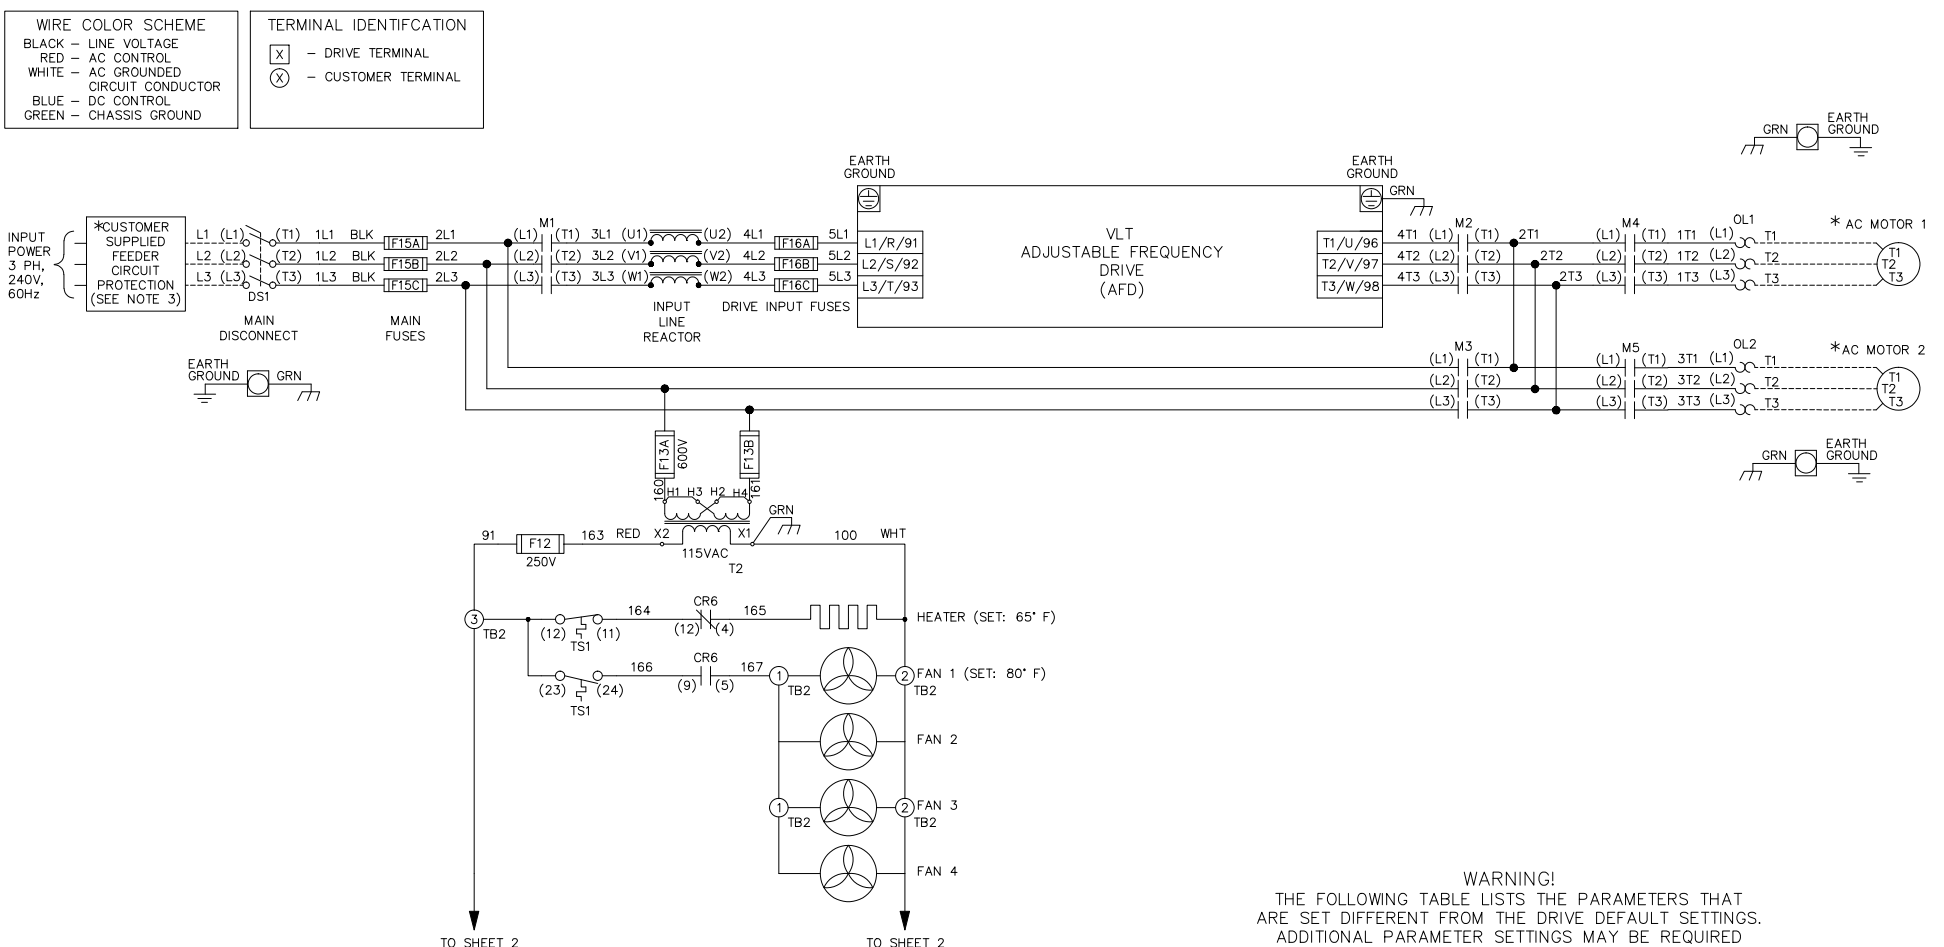 WIRE COLOR SCHEME
BLACK – LINE VOLTAGE
RED – AC CONTROL
WHITE – AC GROUNDED
CIRCUIT CONDUCTOR
BLUE – DC CONTROL
GREEN – CHASSIS GROUND
TERMINAL IDENTIFCATION
X – DRIVE TERMINAL
X – CUSTOMER TERMINAL
GRN
EARTH
GROUND
INPUT
POWER
3 PH,
240V,
60Hz
*CUSTOMER
SUPPLIED
FEEDER
CIRCUIT
PROTECTION
(SEE NOTE 3)
L1 (L1) (T1) 1L1 BLK F15A 2L1 (L1) M1 (T1) 3L1 (U1) (U2) 4L1 F16A 5L1 L1/R/91
L2 (L2) 1L2 BLK F15B 2L2 (L2) (T2) 3L2 (V1) (V2) 4L2 F16B 5L2 L2/S/92
L3 (L3) (T3) 1L3 BLK F15C 2L3 (L3) (T3) 3L3 (W1) (W2) 4L3 F16C 5L3 L3/T/93
DS1
MAIN
DISCONNECT
MAIN
FUSES
INPUT
LINE
REACTOR
DRIVE INPUT FUSES
EARTH
GROUND
VLT
ADJUSTABLE FREQUENCY
DRIVE
(AFD)
EARTH
GROUND
GRN
T1/U/96 4T1 (L1) M2 (T1) 2T1 (L1) M4 (T1) 1T1 (L1) OL1 T1
T2/V/97 4T2 (L2) (T2) 2T2 (L2) (T2) 1T2 (L2) T2
T3/W/98 4T3 (L3) (T3) 2T3 (L3) (T3) 1T3 (L3) T3
* AC MOTOR 1
T1
T2
T3
EARTH
GROUND
GRN
(L1) M3 (T1) (L1) M5 (T1) 3T1 (L1) OL2 T1
(L2) (T2) (L2) (T2) 3T2 (L2) T2
(L3) (T3) (L3) (T3) 3T3 (L3) T3
*AC MOTOR 2
T1
T2
T3
GRN
EARTH
GROUND
F13A
600V
F13B
160
161
H1 H3 H2 H4
GRN
91 F12 163 RED X2 X1 100 WHT
250V
115VAC
T2
3
TB2
(12) (11)
TS1
164
CR6
(12) (4)
165
HEATER (SET: 65° F)
(23) (24)
TS1
166
CR6
(9) (5)
167
1
TB2
2
TB2
FAN 1 (SET: 80° F)
FAN 2
1
TB2
2
TB2
FAN 3
FAN 4
TO SHEET 2
TO SHEET 2
WARNING!
THE FOLLOWING TABLE LISTS THE PARAMETERS THAT
ARE SET DIFFERENT FROM THE DRIVE DEFAULT SETTINGS.
ADDITIONAL PARAMETER SETTINGS MAY BE REQUIRED